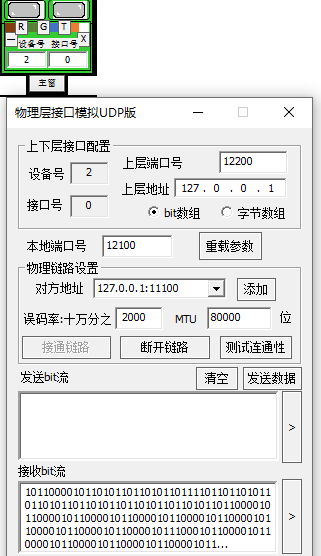 R G T
— 设备号 接口号 X
2 0
主窗
物理层接口模拟UDP版
上下层接口配置
设备号 2 上层端口号 12200
上层地址 127 . 0 . 0 . 1
接口号 0 bit数组 字节数组
本地端口号 12100 重载参数
物理链路设置
对方地址 127.0.0.1:11100 添加
误码率:十万分之 2000 MTU 80000 位
接通链路 断开链路 测试连通性
发送bit流 清空 发送数据
>
接收bit流
>